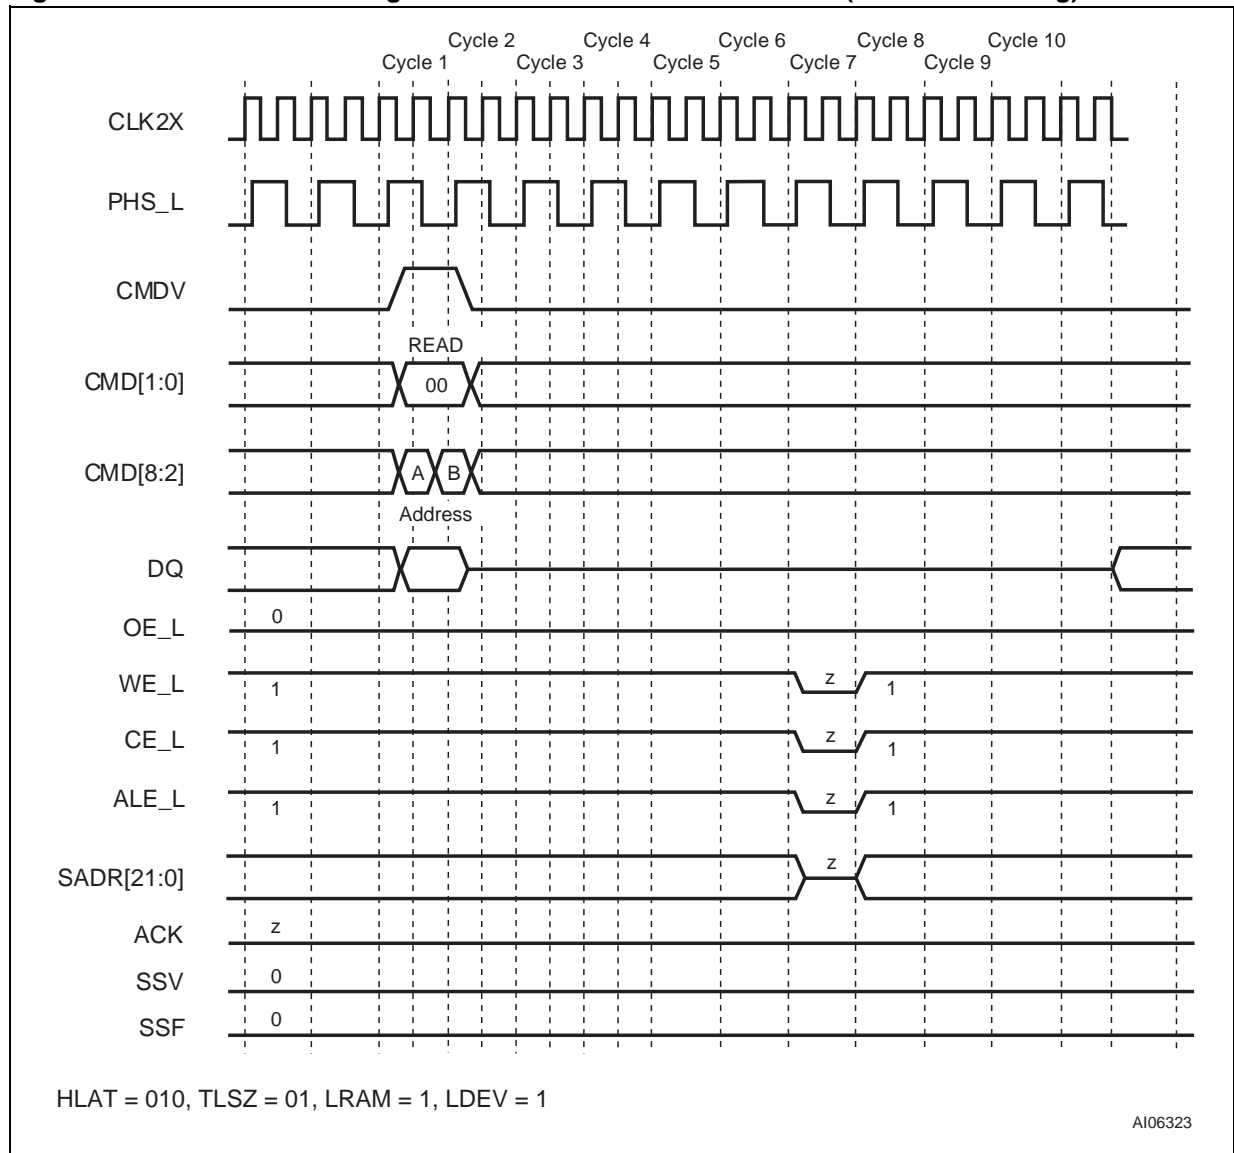 Cycle 2 Cycle 4 Cycle 6 Cycle 8 Cycle 10
Cycle 1 Cycle 3 Cycle 5 Cycle 7 Cycle 9
CLK2X
PHS_L
CMDV
READ
CMD[1:0] 00
CMD[8:2] A B
Address
DQ
OE_L 0
WE_L 1 z 1
CE_L 1 z 1
ALE_L 1 z 1
SADR[21:0] z
ACK z
SSV 0
SSF 0
HLAT = 010, TLSZ = 01, LRAM = 1, LDEV = 1
AI06323